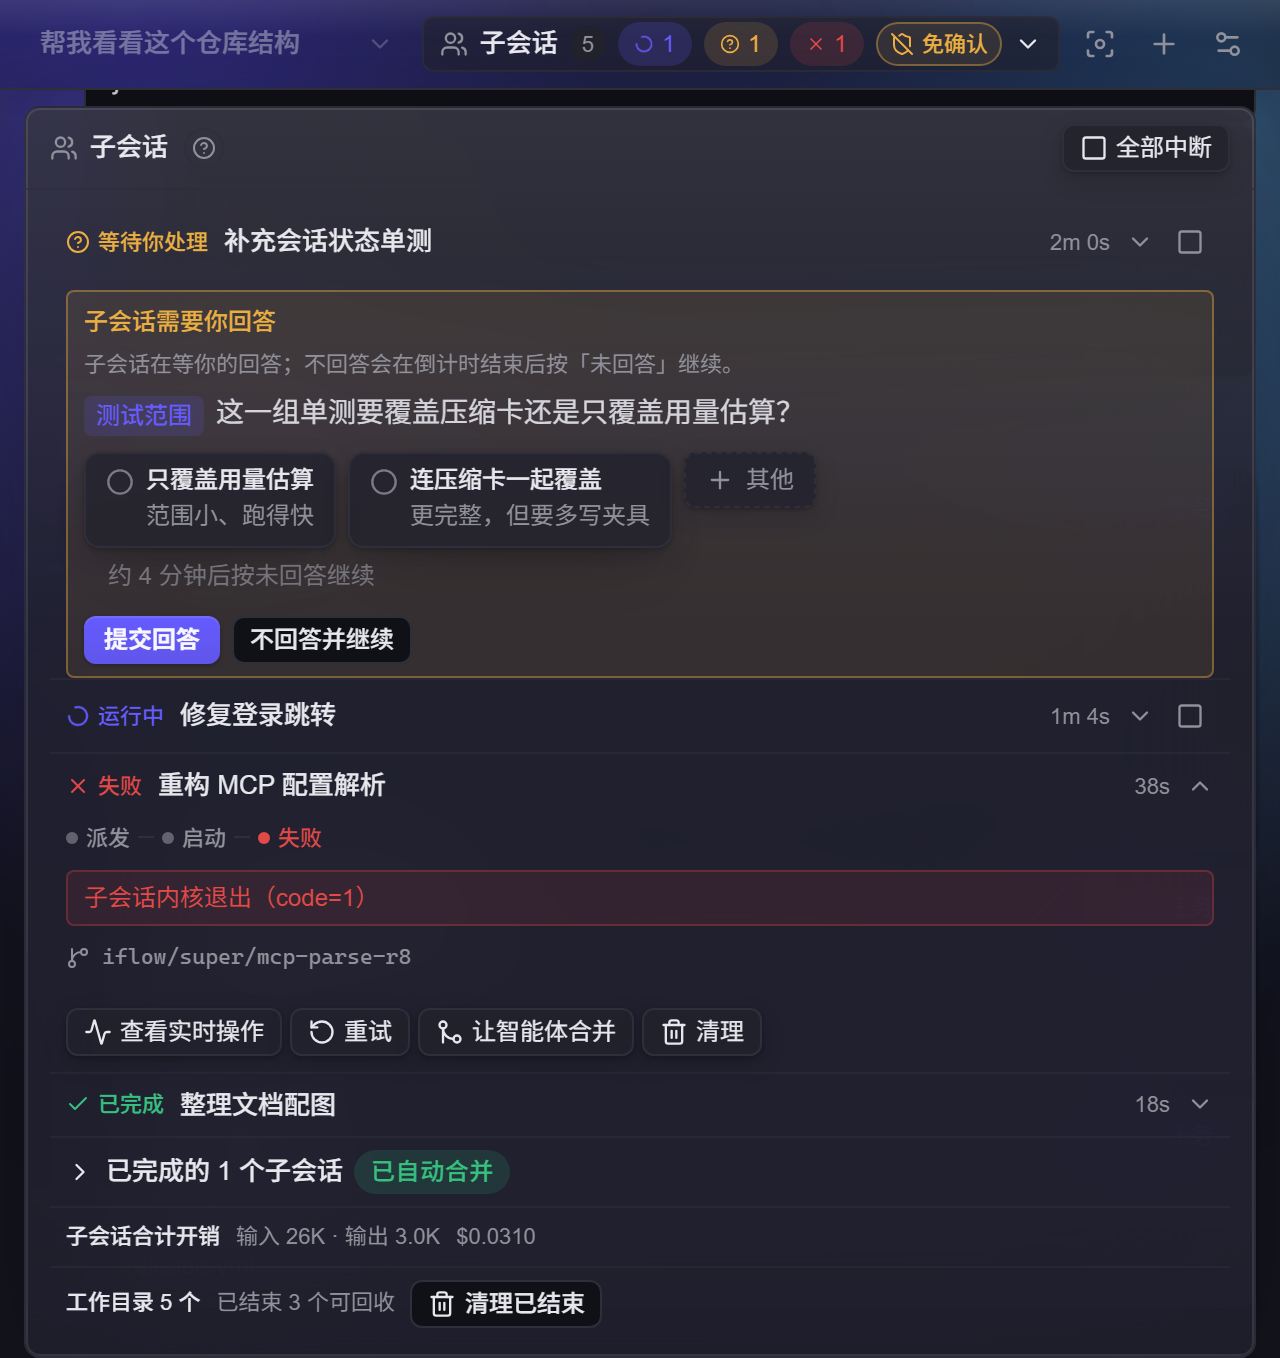 帮我看看这个仓库结构
子会话 5 1 1 1 免确认
子会话 全部中断
等待你处理 补充会话状态单测 2m 0s
子会话需要你回答
子会话在等你的回答；不回答会在倒计时结束后按「未回答」继续。
测试范围 这一组单测要覆盖压缩卡还是只覆盖用量估算？
只覆盖用量估算
范围小、跑得快
连压缩卡一起覆盖
更完整，但要多写夹具
其他
约 4 分钟后按未回答继续
提交回答 不回答并继续
运行中 修复登录跳转 1m 4s
失败 重构 MCP 配置解析 38s
派发 启动 失败
子会话内核退出（code=1）
iflow/super/mcp-parse-r8
查看实时操作 重试 让智能体合并 清理
已完成 整理文档配图 18s
已完成的 1 个子会话 已自动合并
子会话合计开销 输入 26K · 输出 3.0K $0.0310
工作目录 5 个 已结束 3 个可回收 清理已结束